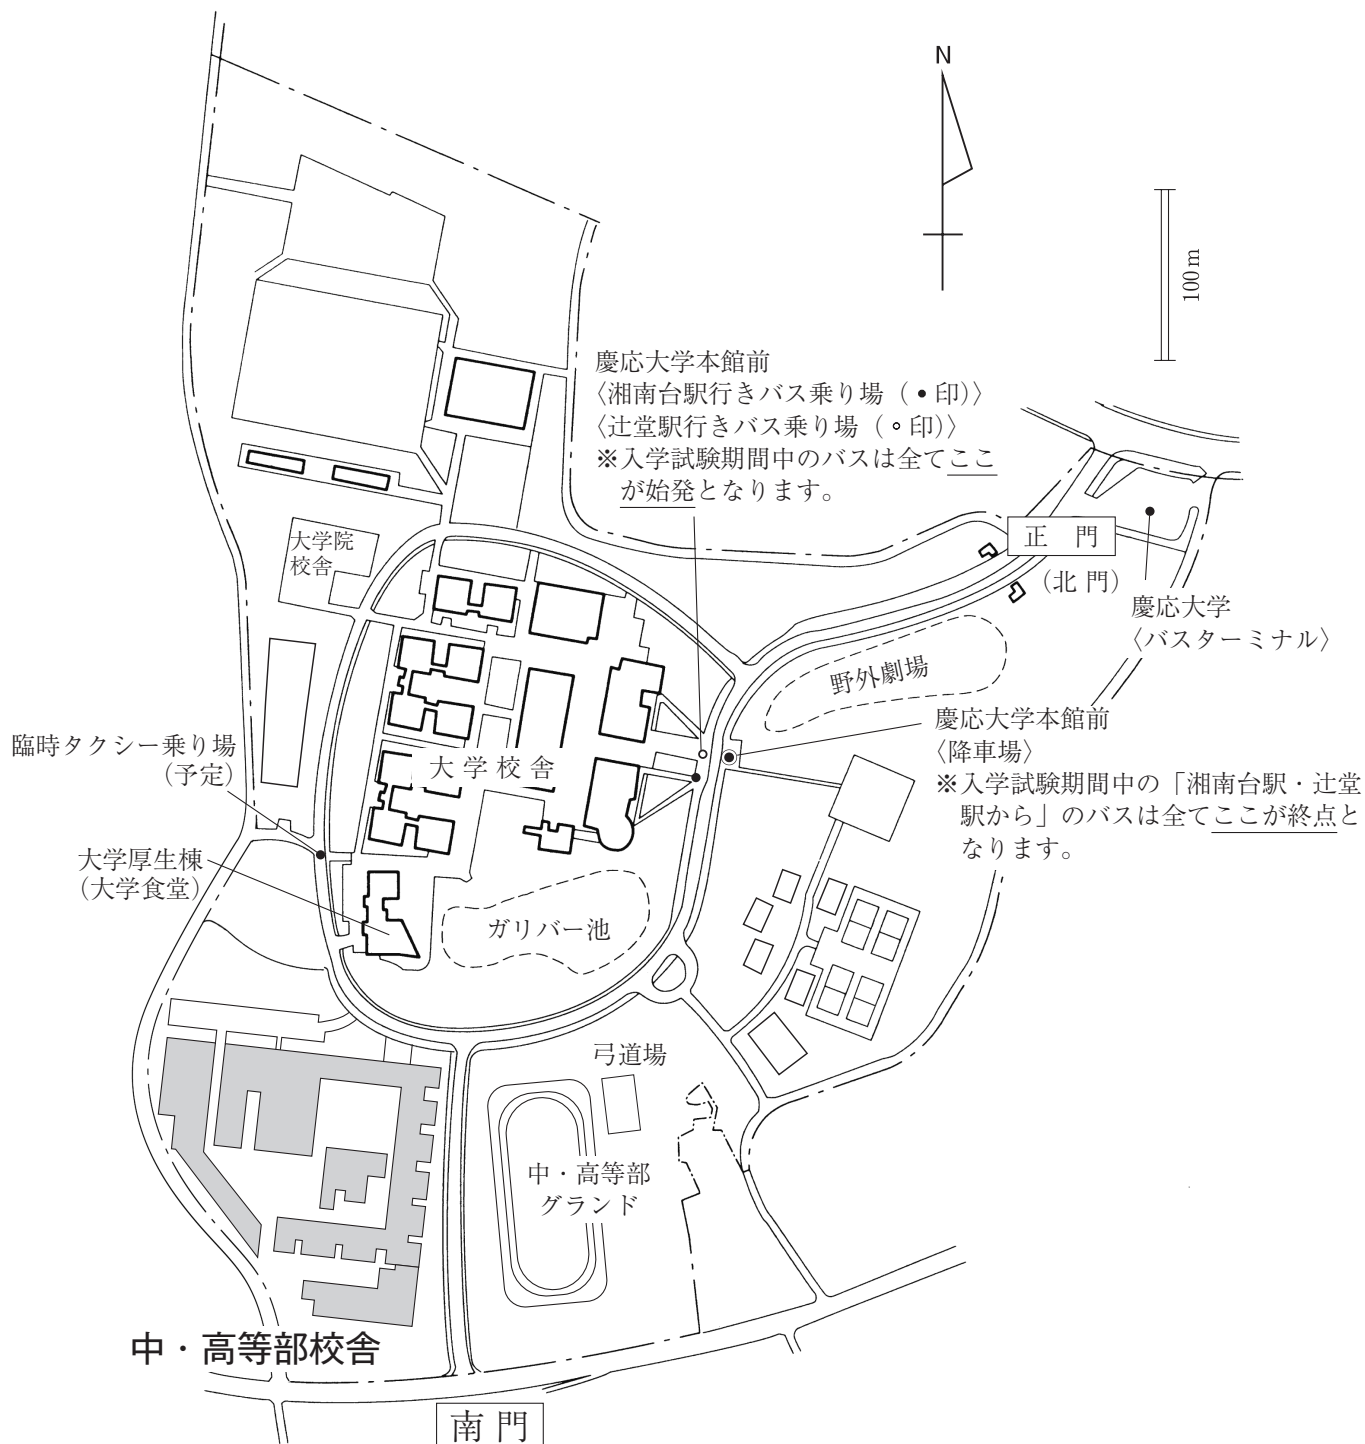 N
100m
慶応大学本館前
〈湘南台駅行きバス乗り場（●印）〉
〈辻堂駅行きバス乗り場（○印）〉
※入学試験期間中のバスは全てここ
が始発となります。
正 門
（北 門）
慶応大学
〈バスターミナル〉
大学院
校舎
野外劇場
慶応大学本館前
〈降車場〉
※入学試験期間中の「湘南台駅・辻堂
駅から」のバスは全てここが終点と
なります。
臨時タクシー乗り場
（予定）
大 学 校 舎
大学厚生棟
（大学食堂）
ガリバー池
弓道場
中・高等部
グランド
中・高等部校舎
南 門